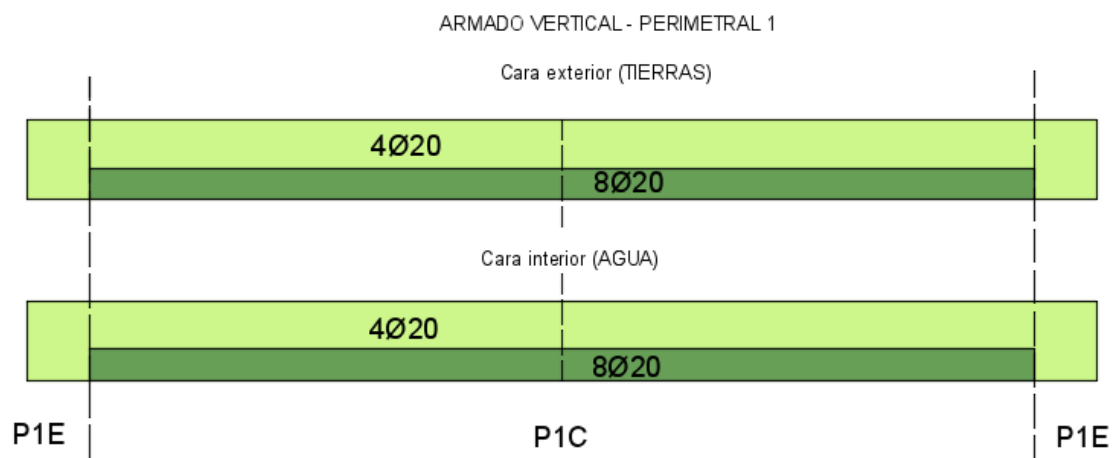 ARMADO VERTICAL - PERIMETRAL 1
Cara exterior (TIERRAS)
4Ø20
8Ø20
Cara interior (AGUA)
4Ø20
8Ø20
P1E P1C P1E